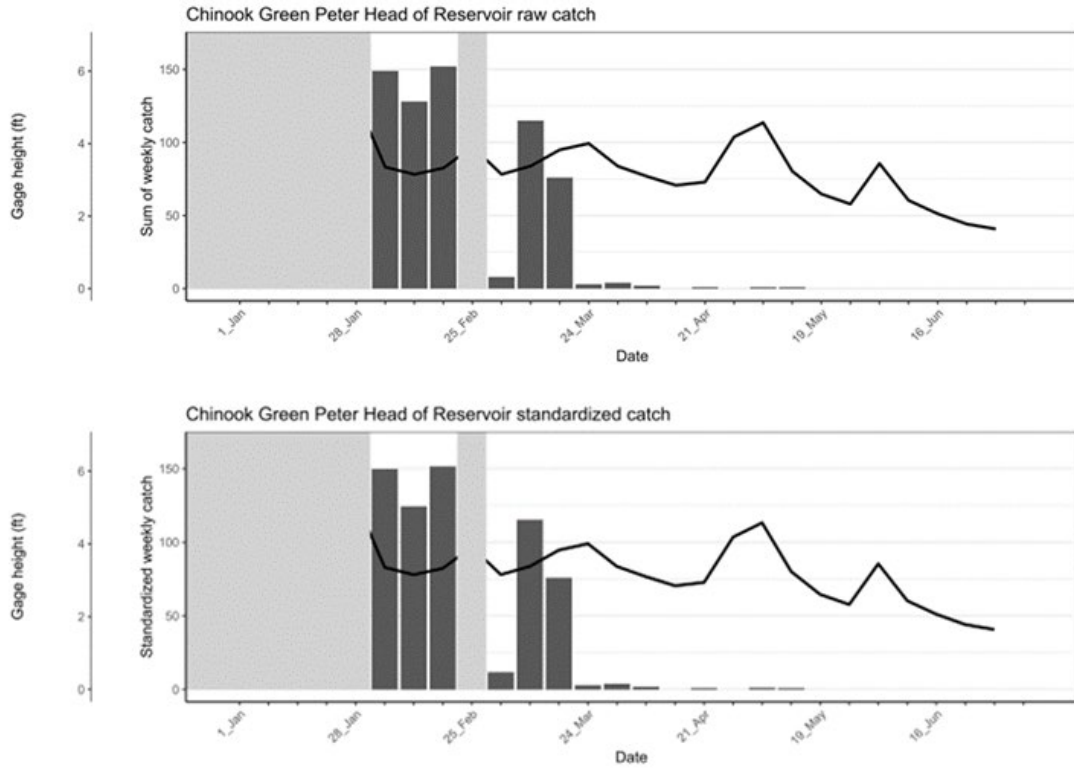 Chinook Green Peter Head of Reservoir raw catch
Gage height (ft)
6
4
2
0
Sum of weekly catch
150
100
50
0
1_Jan
28_Jan
25_Feb
24_Mar
21_Apr
19_May
16_Jun
Date
Chinook Green Peter Head of Reservoir standardized catch
Gage height (ft)
6
4
2
0
Standardized weekly catch
150
100
50
0
1_Jan
28_Jan
25_Feb
24_Mar
21_Apr
19_May
16_Jun
Date